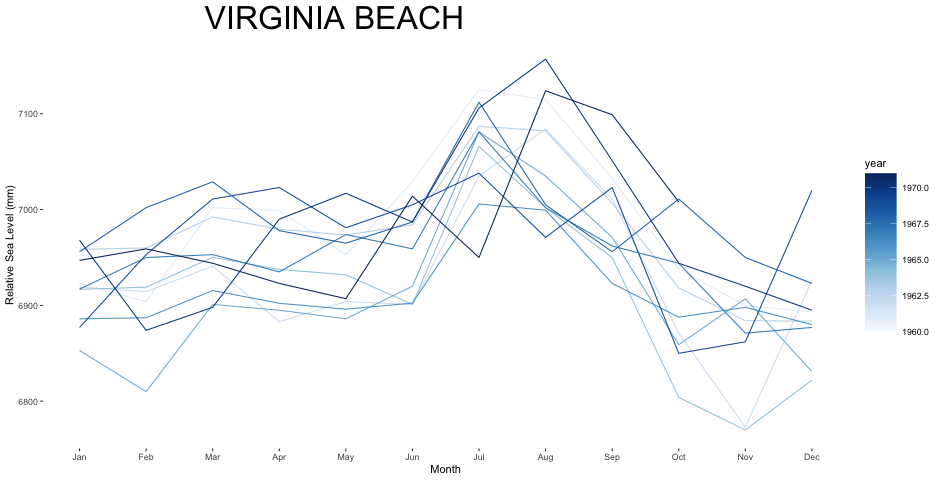 VIRGINIA BEACH
Relative Sea Level (mm)
7100
7000
6900
6800
Jan Feb Mar Apr May Jun Jul Aug Sep Oct Nov Dec
Month
year
1970.0
1967.5
1965.0
1962.5
1960.0